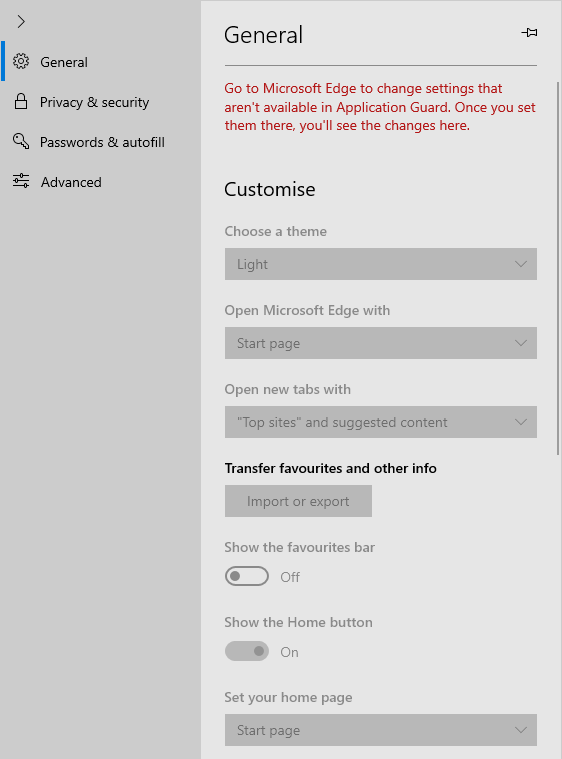 General
Privacy & security
Passwords & autofill
Advanced
General
Go to Microsoft Edge to change settings that
aren't available in Application Guard. Once you set
them there, you'll see the changes here.
Customise
Choose a theme
Light
Open Microsoft Edge with
Start page
Open new tabs with
"Top sites" and suggested content
Transfer favourites and other info
Import or export
Show the favourites bar
Off
Show the Home button
On
Set your home page
Start page